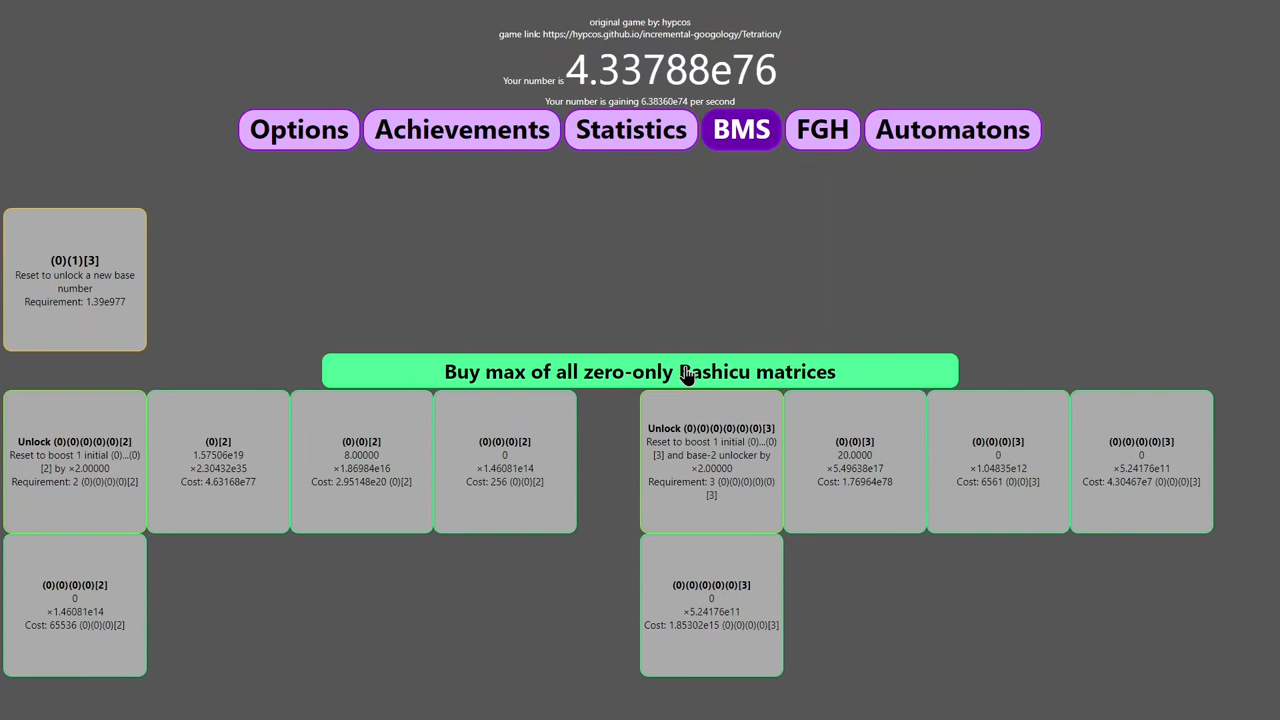 original game by: hypcos
game link: https://hypcos.github.io/incremental-googology/Tetration/
Your number is 4.33788e76
Your number is gaining 6.38360e74 per second
Options
Achievements
Statistics
BMS
FGH
Automatons
(0)(1)[3]
Reset to unlock a new base
number
Requirement: 1.39e977
Buy max of all zero-only Bashicu matrices
Unlock (0)(0)(0)(0)(0)[2]
Reset to boost 1 initial (0)...(0)
[2] by ×2.00000
Requirement: 2 (0)(0)(0)(0)[2]
(0)[2]
1.57506e19
×2.30432e35
Cost: 4.63168e77
(0)(0)[2]
8.00000
×1.86984e16
Cost: 2.95148e20 (0)[2]
(0)(0)(0)[2]
0
×1.46081e14
Cost: 256 (0)(0)[2]
Unlock (0)(0)(0)(0)(0)(0)[3]
Reset to boost 1 initial (0)...(0)
[3] and base-2 unlocker by
×2.00000
Requirement: 3 (0)(0)(0)(0)(0)
[3]
(0)(0)[3]
20.0000
×5.49638e17
Cost: 1.76964e78
(0)(0)(0)[3]
0
×1.04835e12
Cost: 6561 (0)(0)[3]
(0)(0)(0)(0)[3]
0
×5.24176e11
Cost: 4.30467e7 (0)(0)(0)[3]
(0)(0)(0)(0)[2]
0
×1.46081e14
Cost: 65536 (0)(0)(0)[2]
(0)(0)(0)(0)(0)[3]
0
×5.24176e11
Cost: 1.85302e15 (0)(0)(0)(0)[3]